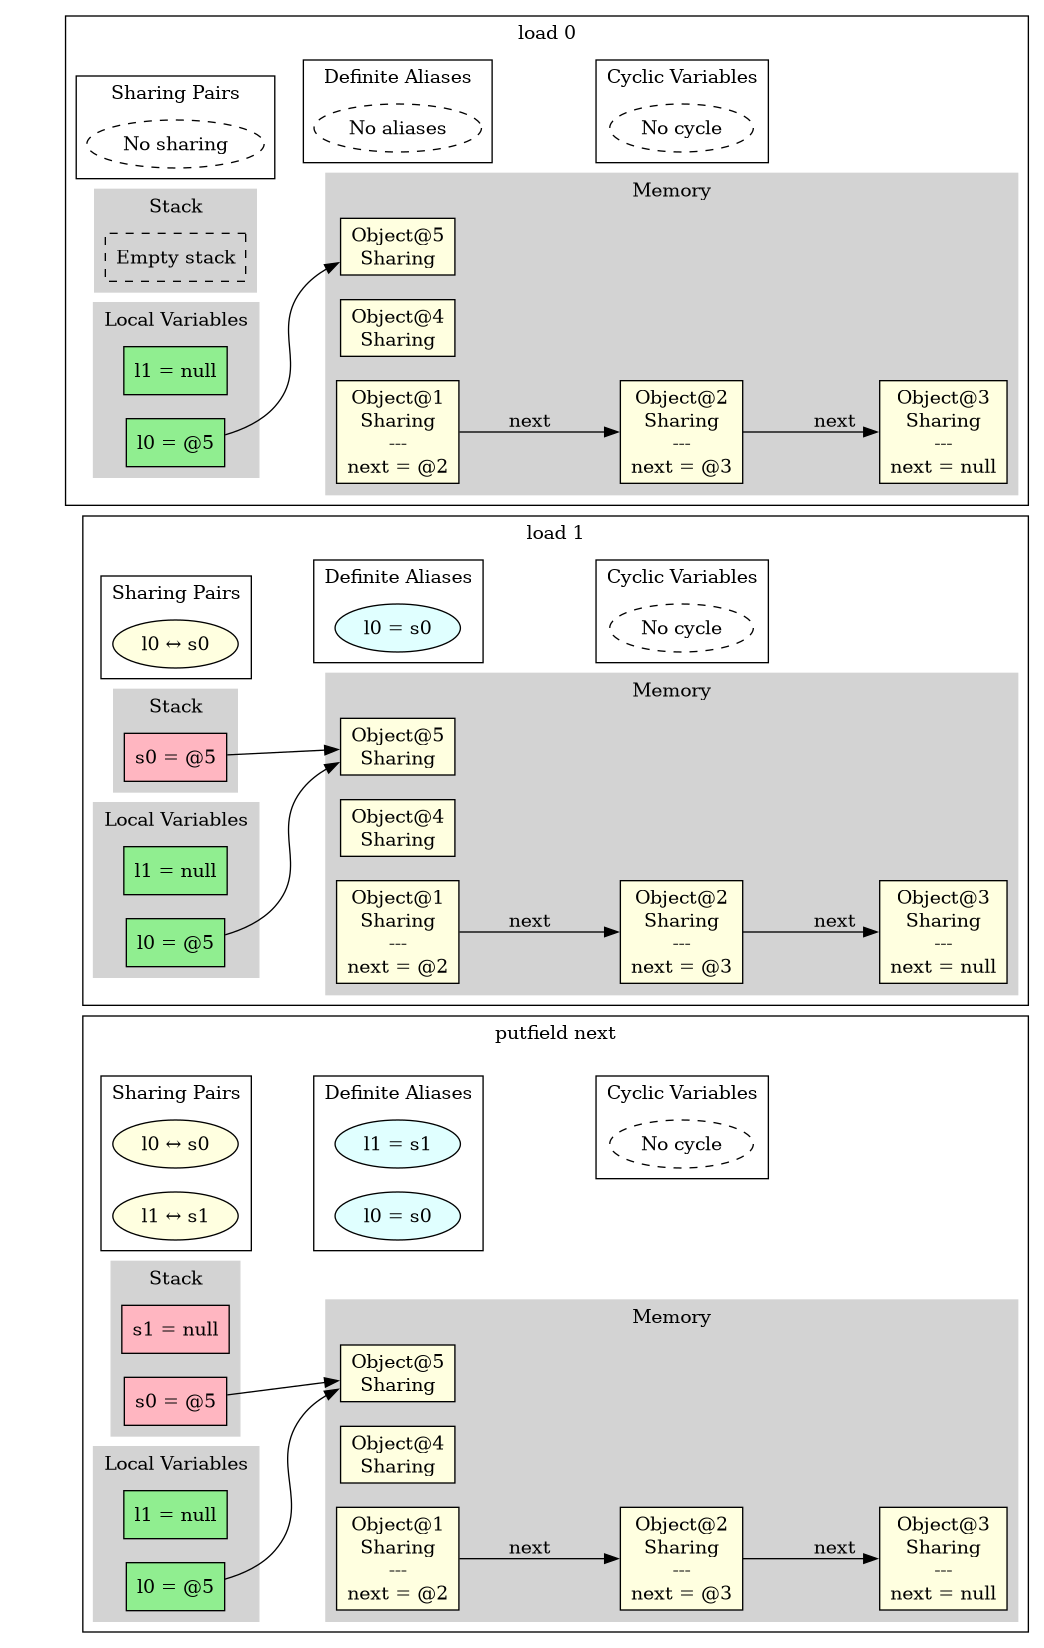 load 0
Sharing Pairs
No sharing
Definite Aliases
No aliases
Cyclic Variables
No cycle
Stack
Empty stack
Local Variables
l1 = null
l0 = @5
Memory
Object@5
Sharing
Object@4
Sharing
Object@1
Sharing
---
next = @2
next
Object@2
Sharing
---
next = @3
next
Object@3
Sharing
---
next = null
load 1
Sharing Pairs
l0 ↔ s0
Definite Aliases
l0 = s0
Cyclic Variables
No cycle
Stack
s0 = @5
Local Variables
l1 = null
l0 = @5
Memory
Object@5
Sharing
Object@4
Sharing
Object@1
Sharing
---
next = @2
next
Object@2
Sharing
---
next = @3
next
Object@3
Sharing
---
next = null
putfield next
Sharing Pairs
l0 ↔ s0
l1 ↔ s1
Definite Aliases
l1 = s1
l0 = s0
Cyclic Variables
No cycle
Stack
s1 = null
s0 = @5
Local Variables
l1 = null
l0 = @5
Memory
Object@5
Sharing
Object@4
Sharing
Object@1
Sharing
---
next = @2
next
Object@2
Sharing
---
next = @3
next
Object@3
Sharing
---
next = null